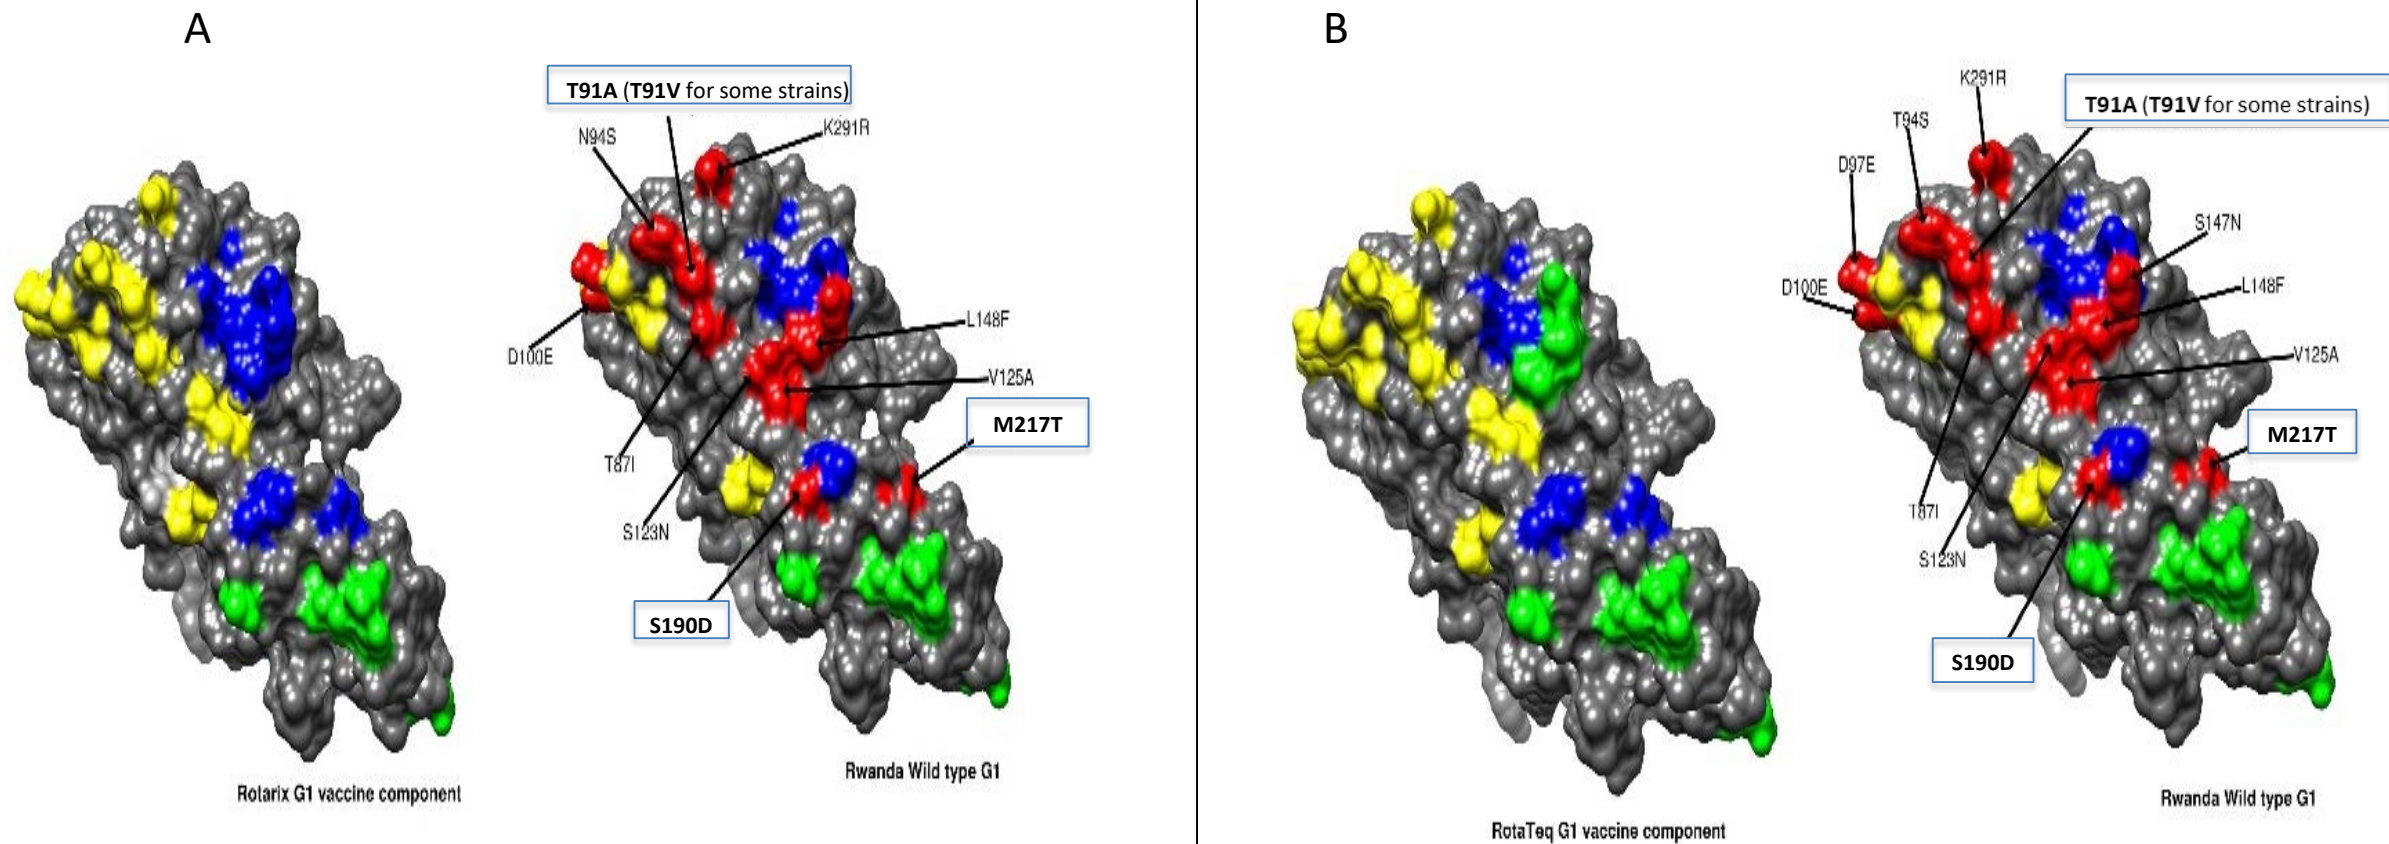 A
T91A (T91V for some strains)
N94S
K291R
D100E
L148F
V125A
M217T
T87I
S123N
S190D
Rwanda Wild type G1
Rotarix G1 vaccine component
B
K291R
T91A (T91V for some strains)
T94S
D97E
S147N
D100E
L148F
V125A
M217T
T87I
S123N
S190D
Rwanda Wild type G1
RotaTeq G1 vaccine component